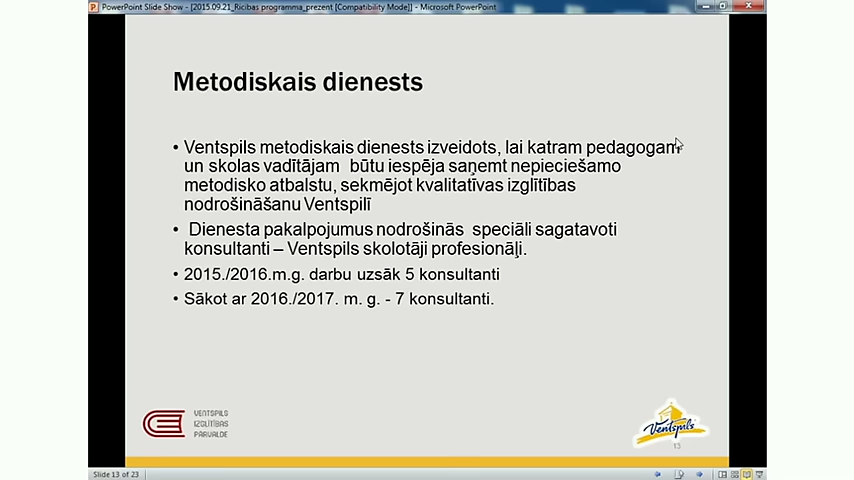 PowerPoint Slide Show - [2015.09.21_Ricibas programma_prezent [Compatibility Mode]] - Microsoft PowerPoint
Metodiskais dienests
• Ventspils metodiskais dienests izveidots, lai katram pedagogam
un skolas vadītājam būtu iespēja saņemt nepieciešamo
metodisko atbalstu, sekmējot kvalitatīvas izglītības
nodrošināšanu Ventspilī
• Dienesta pakalpojumus nodrošinās speciāli sagatavoti
konsultanti – Ventspils skolotāji profesionāļi.
• 2015./2016.m.g. darbu uzsāk 5 konsultanti
• Sākot ar 2016./2017. m. g. - 7 konsultanti.
VENTSPILS
IZGLĪTĪBAS
PĀRVALDE
Ventspils
13
Slide 13 of 23